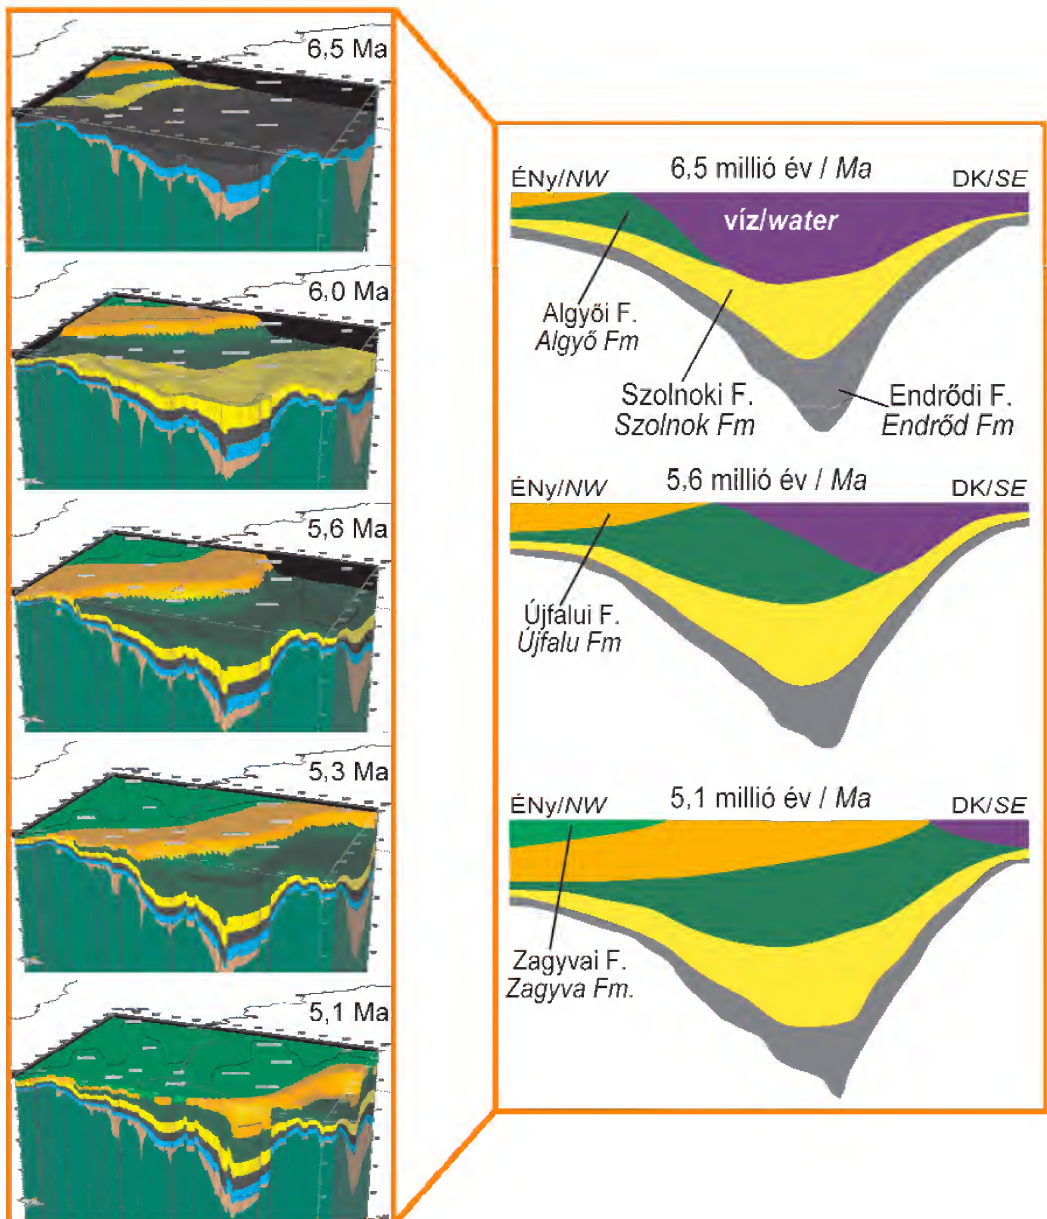 6,5 Ma
6,0 Ma
5,6 Ma
5,3 Ma
5,1 Ma
ÉNy/NW 6,5 millió év / Ma DK/SE
víz/water
Algyői F.
Algyő Fm
Szolnoki F.
Szolnok Fm
Endrődi F.
Endrőd Fm
ÉNy/NW 5,6 millió év / Ma DK/SE
Újfalui F.
Újfalu Fm
ÉNy/NW 5,1 millió év / Ma DK/SE
Zagyvai F.
Zagyva Fm.